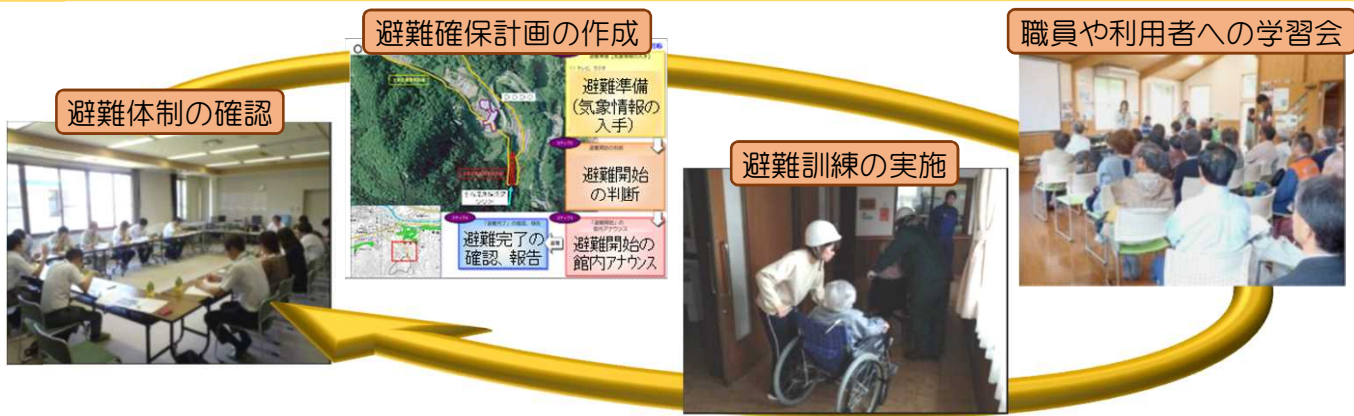 避難確保計画の作成
職員や利用者への学習会
避難体制の確認
避難訓練の実施
避難準備
(気象情報の
入手)
避難開始
の判断
避難開始の
館内アナウンス
避難完了の
確認、報告